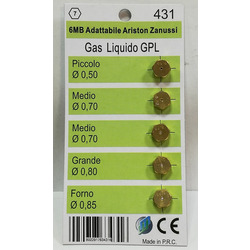 7
431
6MB Adattabile Ariston Zanussi
Gas Liquido GPL
Piccolo
Ø 0,50
Medio
Ø 0,70
Medio
Ø 0,70
Grande
Ø 0,80
Forno
Ø 0,85
CE
Made in P.R.C.